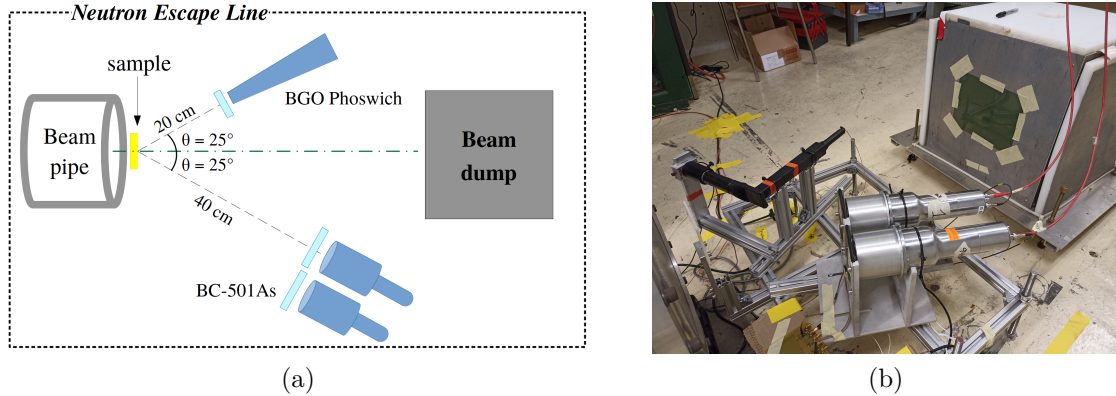 Neutron Escape Line
sample
BGO Phoswich
20 cm
Beam
pipe
θ = 25°
θ = 25°
Beam
dump
40 cm
BC-501As
(a)
(b)